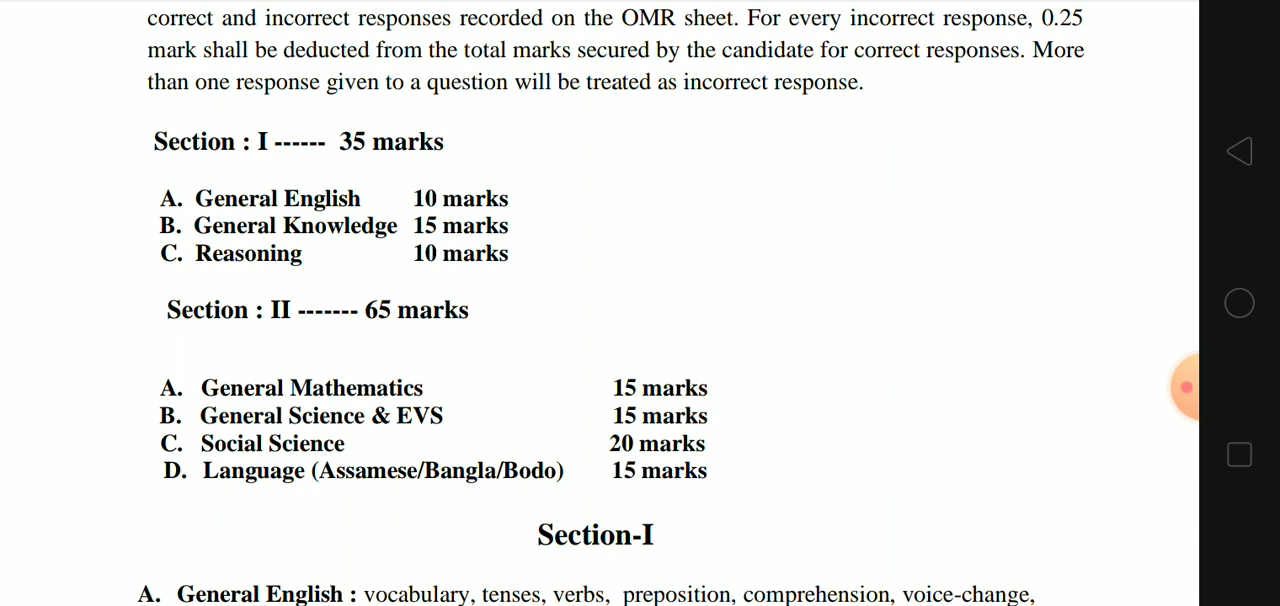 correct and incorrect responses recorded on the OMR sheet. For every incorrect response, 0.25
mark shall be deducted from the total marks secured by the candidate for correct responses. More
than one response given to a question will be treated as incorrect response.
Section : I ------ 35 marks
A. General English 10 marks
B. General Knowledge 15 marks
C. Reasoning 10 marks
Section : II ------- 65 marks
A. General Mathematics 15 marks
B. General Science & EVS 15 marks
C. Social Science 20 marks
D. Language (Assamese/Bangla/Bodo) 15 marks
Section-I
A. General English : vocabulary, tenses, verbs, preposition, comprehension, voice-change,